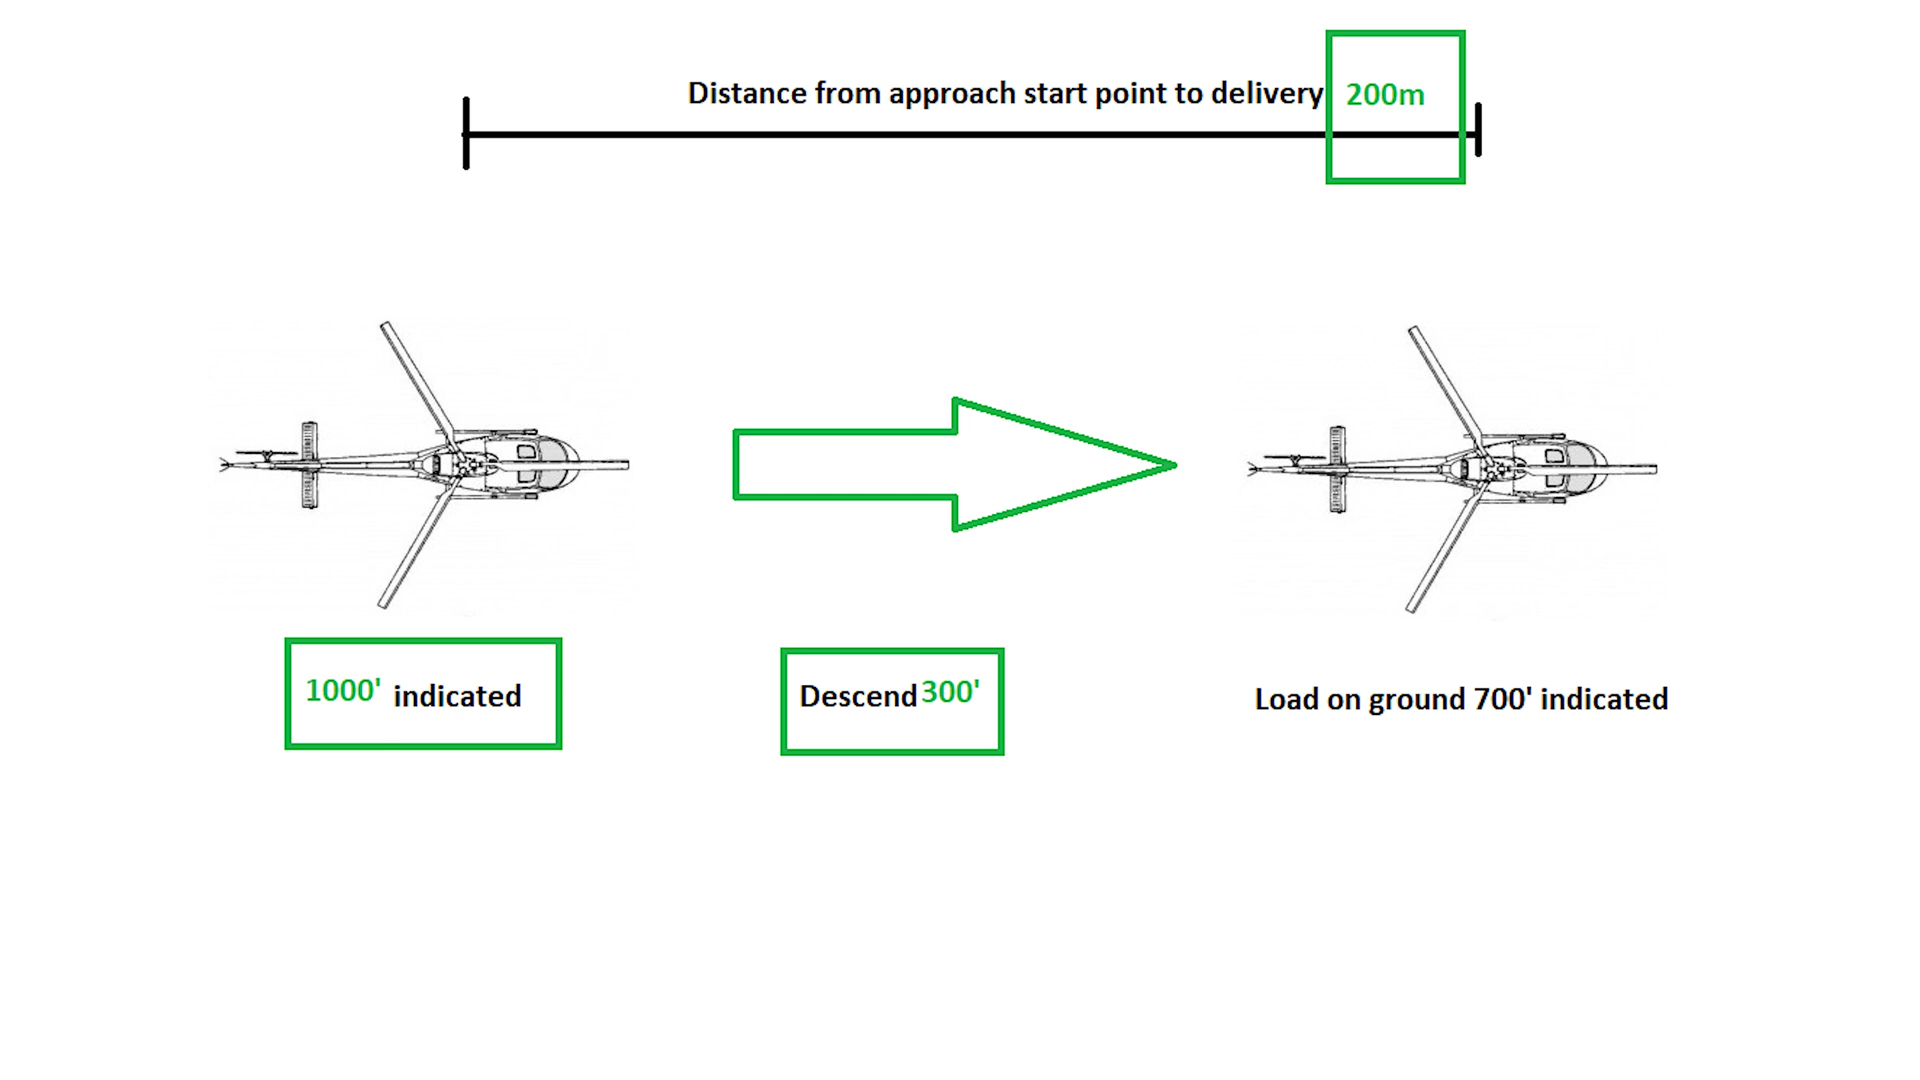 Distance from approach start point to delivery 200m
1000' indicated
Descend 300'
Load on ground 700' indicated